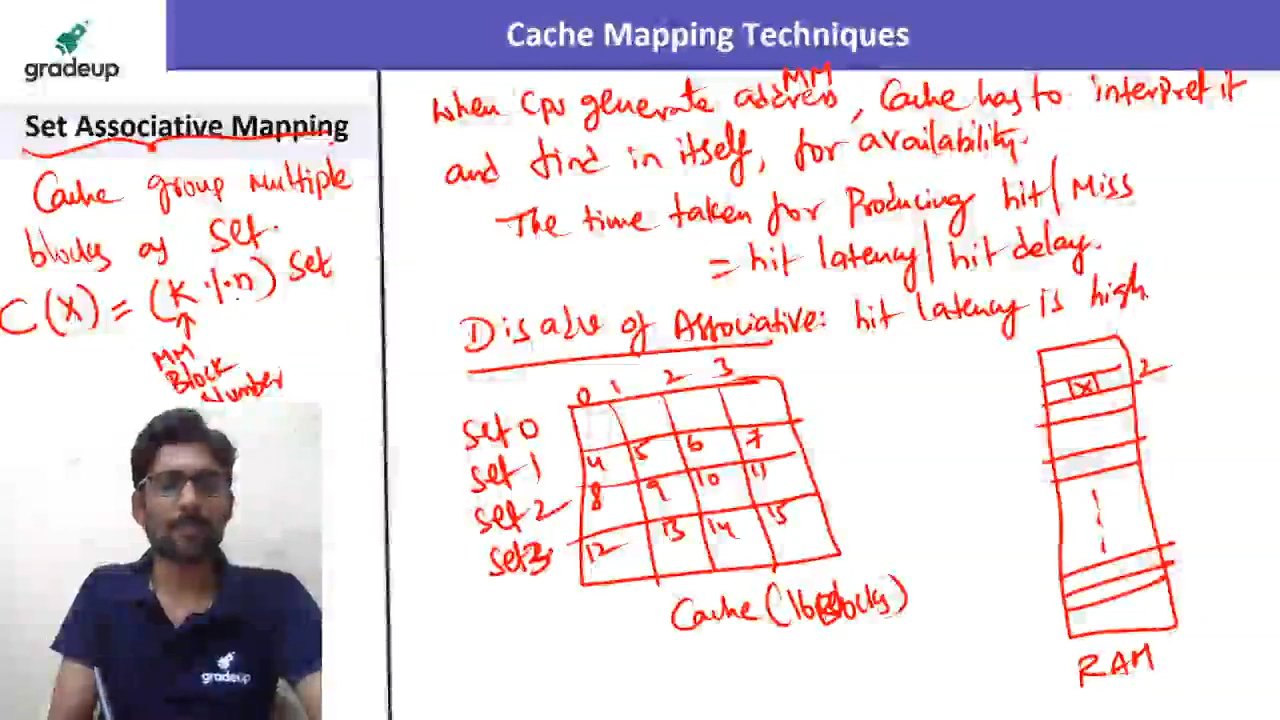 Cache Mapping Techniques
gradeup
Set Associative Mapping
Cache group multiple
blocks as set.
C(x) = (K % n) set
MM
Block
Number
When CPU generate address, Cache has to interpret it
MM
and find in itself, for availability.
The time taken for Producing hit/Miss
= hit latency/hit delay.
Disadv of Associative: hit latency is high.
0 1 2 3
set 0
set 1 4 5 6 7
set 2 8 9 10 11
set 3 12 13 14 15
Cache (16 Blocks)
x 2
RAM
gradeup